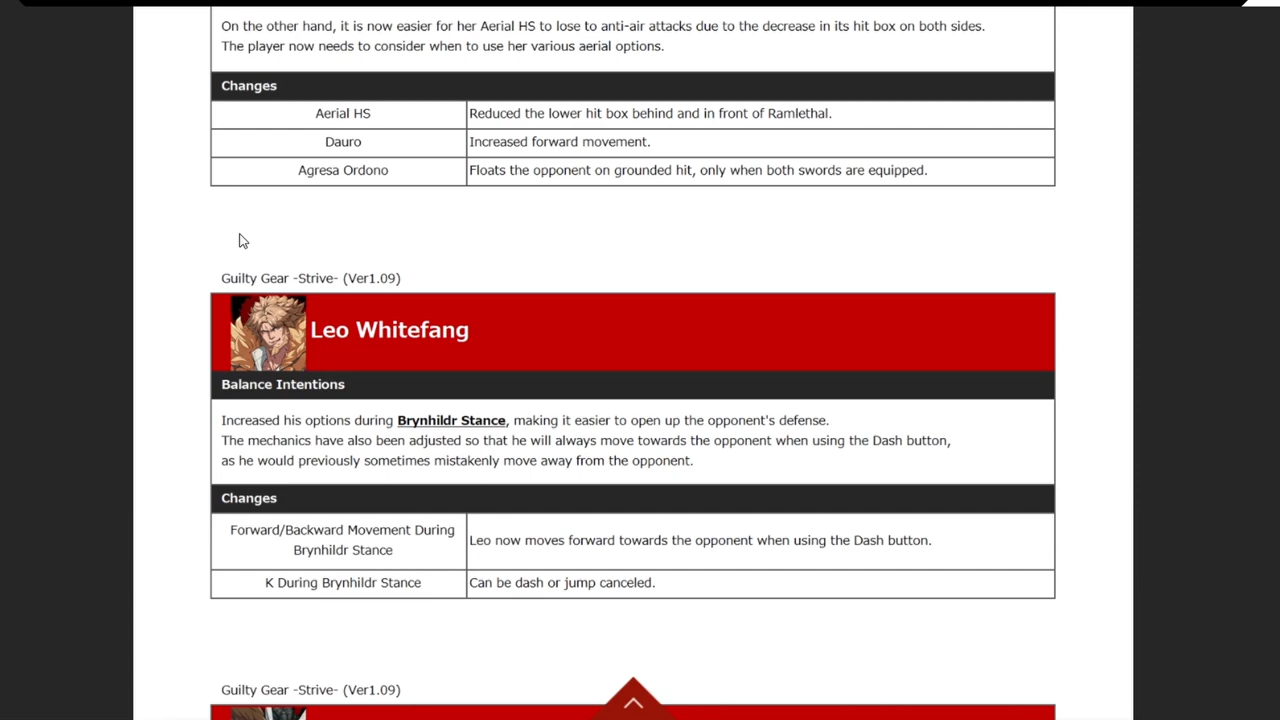 On the other hand, it is now easier for her Aerial HS to lose to anti-air attacks due to the decrease in its hit box on both sides.
The player now needs to consider when to use her various aerial options.
Changes
Aerial HS Reduced the lower hit box behind and in front of Ramlethal.
Dauro Increased forward movement.
Agresa Ordono Floats the opponent on grounded hit, only when both swords are equipped.
Guilty Gear -Strive- (Ver1.09)
Leo Whitefang
Balance Intentions
Increased his options during Brynhildr Stance, making it easier to open up the opponent's defense.
The mechanics have also been adjusted so that he will always move towards the opponent when using the Dash button,
as he would previously sometimes mistakenly move away from the opponent.
Changes
Forward/Backward Movement During
Brynhildr Stance
Leo now moves forward towards the opponent when using the Dash button.
K During Brynhildr Stance Can be dash or jump canceled.
Guilty Gear -Strive- (Ver1.09)